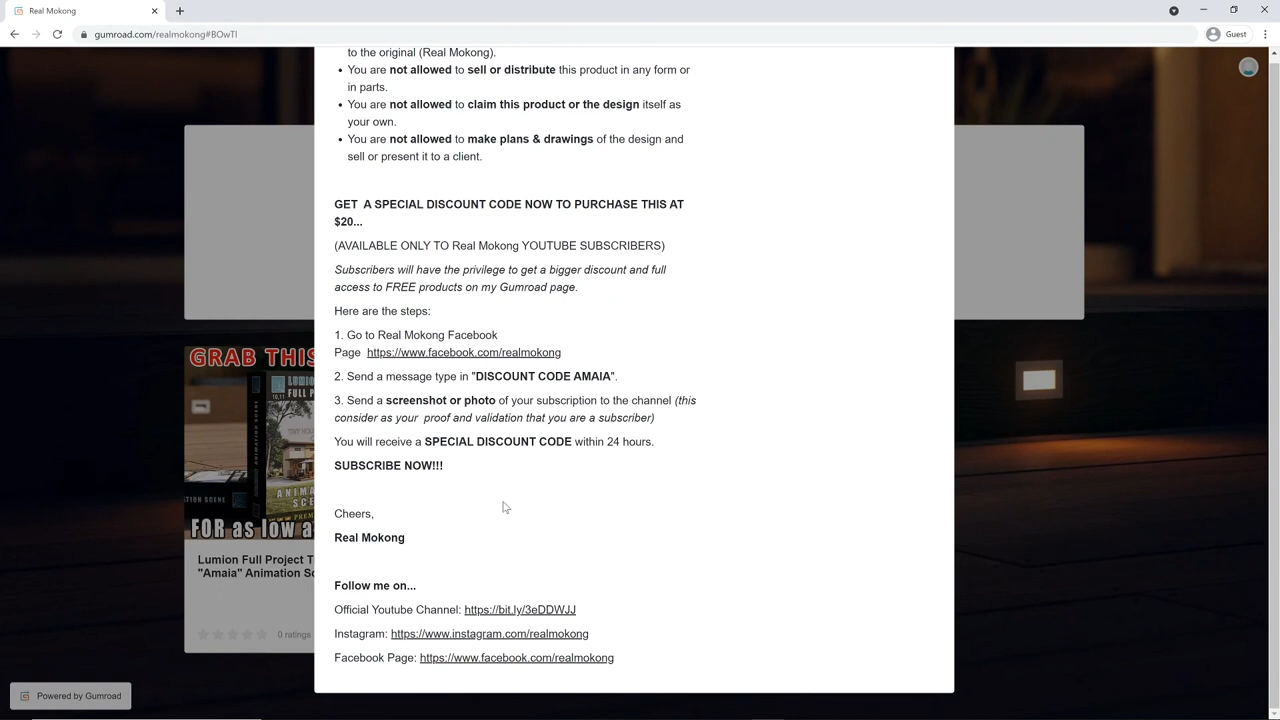 Real Mokong
gumroad.com/realmokong#BOwTl
Guest
to the original (Real Mokong).
• You are not allowed to sell or distribute this product in any form or
in parts.
• You are not allowed to claim this product or the design itself as
your own.
• You are not allowed to make plans & drawings of the design and
sell or present it to a client.
GET A SPECIAL DISCOUNT CODE NOW TO PURCHASE THIS AT
$20...
(AVAILABLE ONLY TO Real Mokong YOUTUBE SUBSCRIBERS)
Subscribers will have the privilege to get a bigger discount and full
access to FREE products on my Gumroad page.
Here are the steps:
1. Go to Real Mokong Facebook
Page https://www.facebook.com/realmokong
2. Send a message type in "DISCOUNT CODE AMAIA".
3. Send a screenshot or photo of your subscription to the channel (this
consider as your proof and validation that you are a subscriber)
You will receive a SPECIAL DISCOUNT CODE within 24 hours.
SUBSCRIBE NOW!!!
Cheers,
Real Mokong
Follow me on...
Official Youtube Channel: https://bit.ly/3eDDWJJ
Instagram: https://www.instagram.com/realmokong
Facebook Page: https://www.facebook.com/realmokong
GRAB THIS
LUMION
FULL P
10,11
ANIMATION SCENE
ANIMA
SCE
PREM
FOR as low a
Lumion Full Project T
"Amaia" Animation Sc
0 ratings
Powered by Gumroad